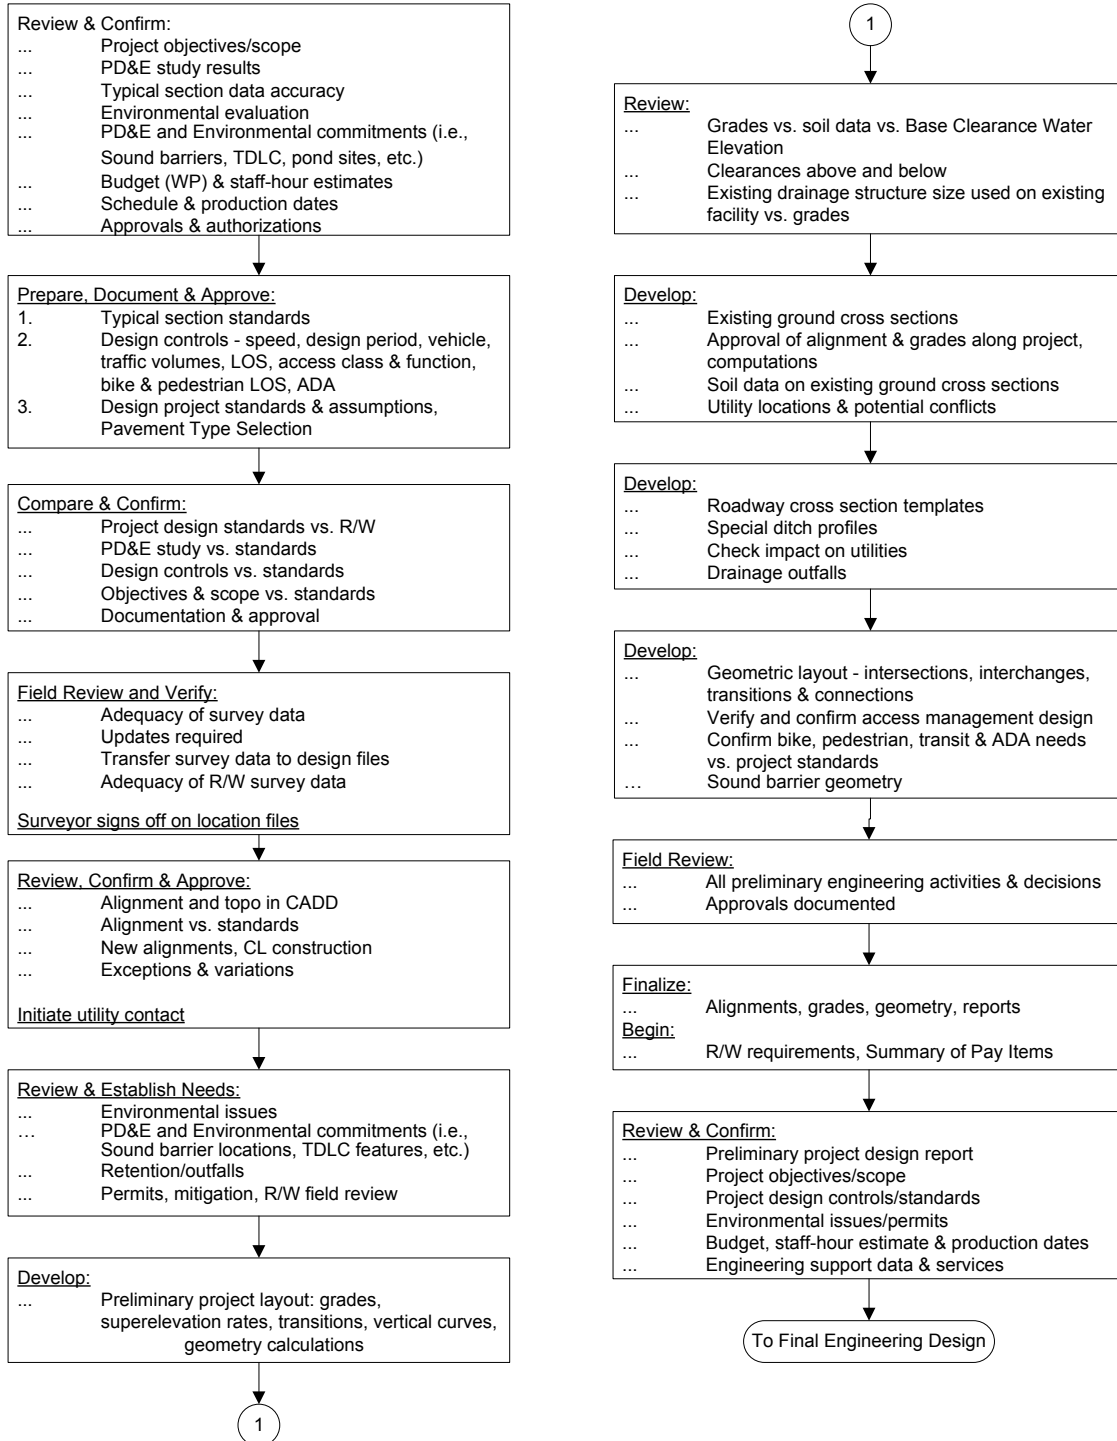 Review & Confirm:
... Project objectives/scope
... PD&E study results
... Typical section data accuracy
... Environmental evaluation
... PD&E and Environmental commitments (i.e.,
Sound barriers, TDLC, pond sites, etc.)
... Budget (WP) & staff-hour estimates
... Schedule & production dates
... Approvals & authorizations
Prepare, Document & Approve:
1. Typical section standards
2. Design controls - speed, design period, vehicle,
traffic volumes, LOS, access class & function,
bike & pedestrian LOS, ADA
3. Design project standards & assumptions,
Pavement Type Selection
Compare & Confirm:
... Project design standards vs. R/W
... PD&E study vs. standards
... Design controls vs. standards
... Objectives & scope vs. standards
... Documentation & approval
Field Review and Verify:
... Adequacy of survey data
... Updates required
... Transfer survey data to design files
... Adequacy of R/W survey data
Surveyor signs off on location files
Review, Confirm & Approve:
... Alignment and topo in CADD
... Alignment vs. standards
... New alignments, CL construction
... Exceptions & variations
Initiate utility contact
Review & Establish Needs:
... Environmental issues
... PD&E and Environmental commitments (i.e.,
Sound barrier locations, TDLC features, etc.)
... Retention/outfalls
... Permits, mitigation, R/W field review
Develop:
... Preliminary project layout: grades,
superelevation rates, transitions, vertical curves,
geometry calculations
1
1
Review:
... Grades vs. soil data vs. Base Clearance Water
Elevation
... Clearances above and below
... Existing drainage structure size used on existing
facility vs. grades
Develop:
... Existing ground cross sections
... Approval of alignment & grades along project,
computations
... Soil data on existing ground cross sections
... Utility locations & potential conflicts
Develop:
... Roadway cross section templates
... Special ditch profiles
... Check impact on utilities
... Drainage outfalls
Develop:
... Geometric layout - intersections, interchanges,
transitions & connections
... Verify and confirm access management design
... Confirm bike, pedestrian, transit & ADA needs
vs. project standards
... Sound barrier geometry
Field Review:
... All preliminary engineering activities & decisions
... Approvals documented
Finalize:
... Alignments, grades, geometry, reports
Begin:
... R/W requirements, Summary of Pay Items
Review & Confirm:
... Preliminary project design report
... Project objectives/scope
... Project design controls/standards
... Environmental issues/permits
... Budget, staff-hour estimate & production dates
... Engineering support data & services
To Final Engineering Design